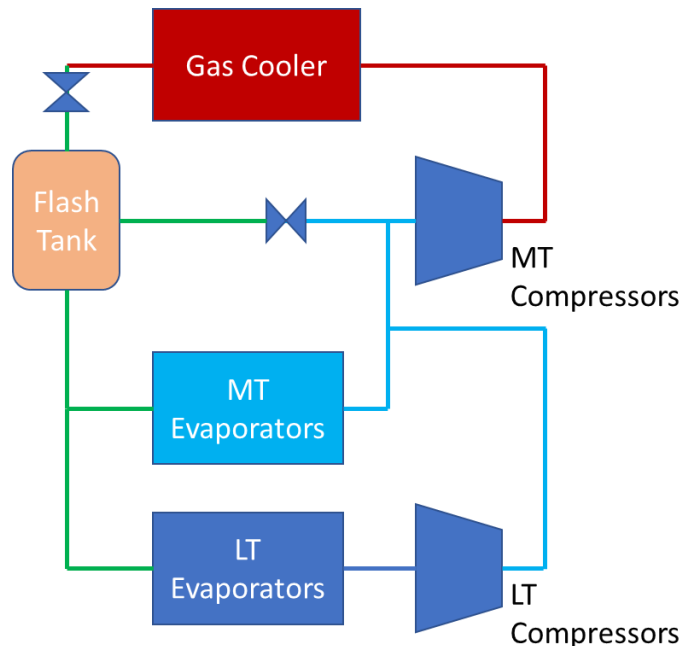 Gas Cooler
Flash
Tank
MT
Compressors
MT
Evaporators
LT
Evaporators
LT
Compressors